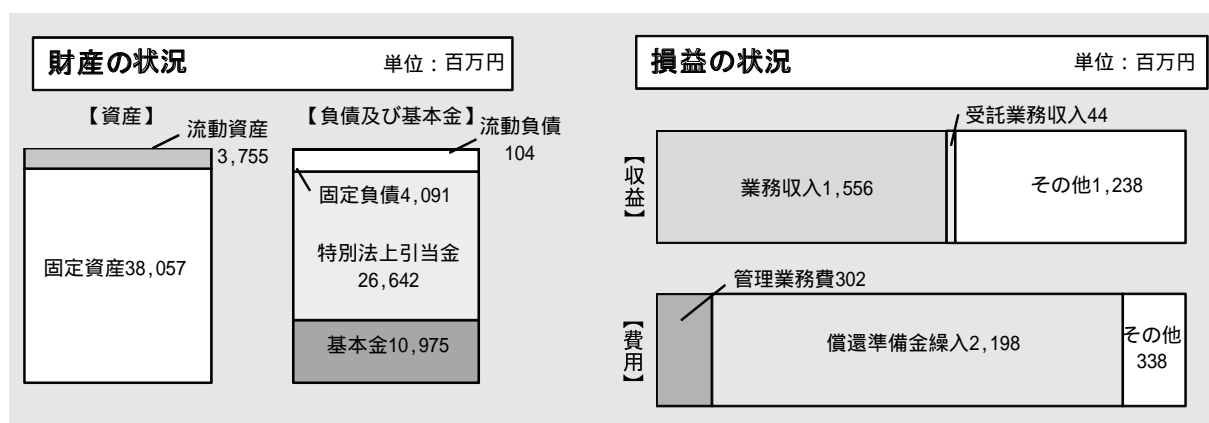 財産の状況 単位：百万円
【資産】
流動資産
3,755
固定資産38,057
【負債及び基本金】
流動負債
104
固定負債4,091
特別法上引当金
26,642
基本金10,975
損益の状況 単位：百万円
【収益】
業務収入1,556
受託業務収入44
その他1,238
【費用】
管理業務費302
償還準備金繰入2,198
その他
338